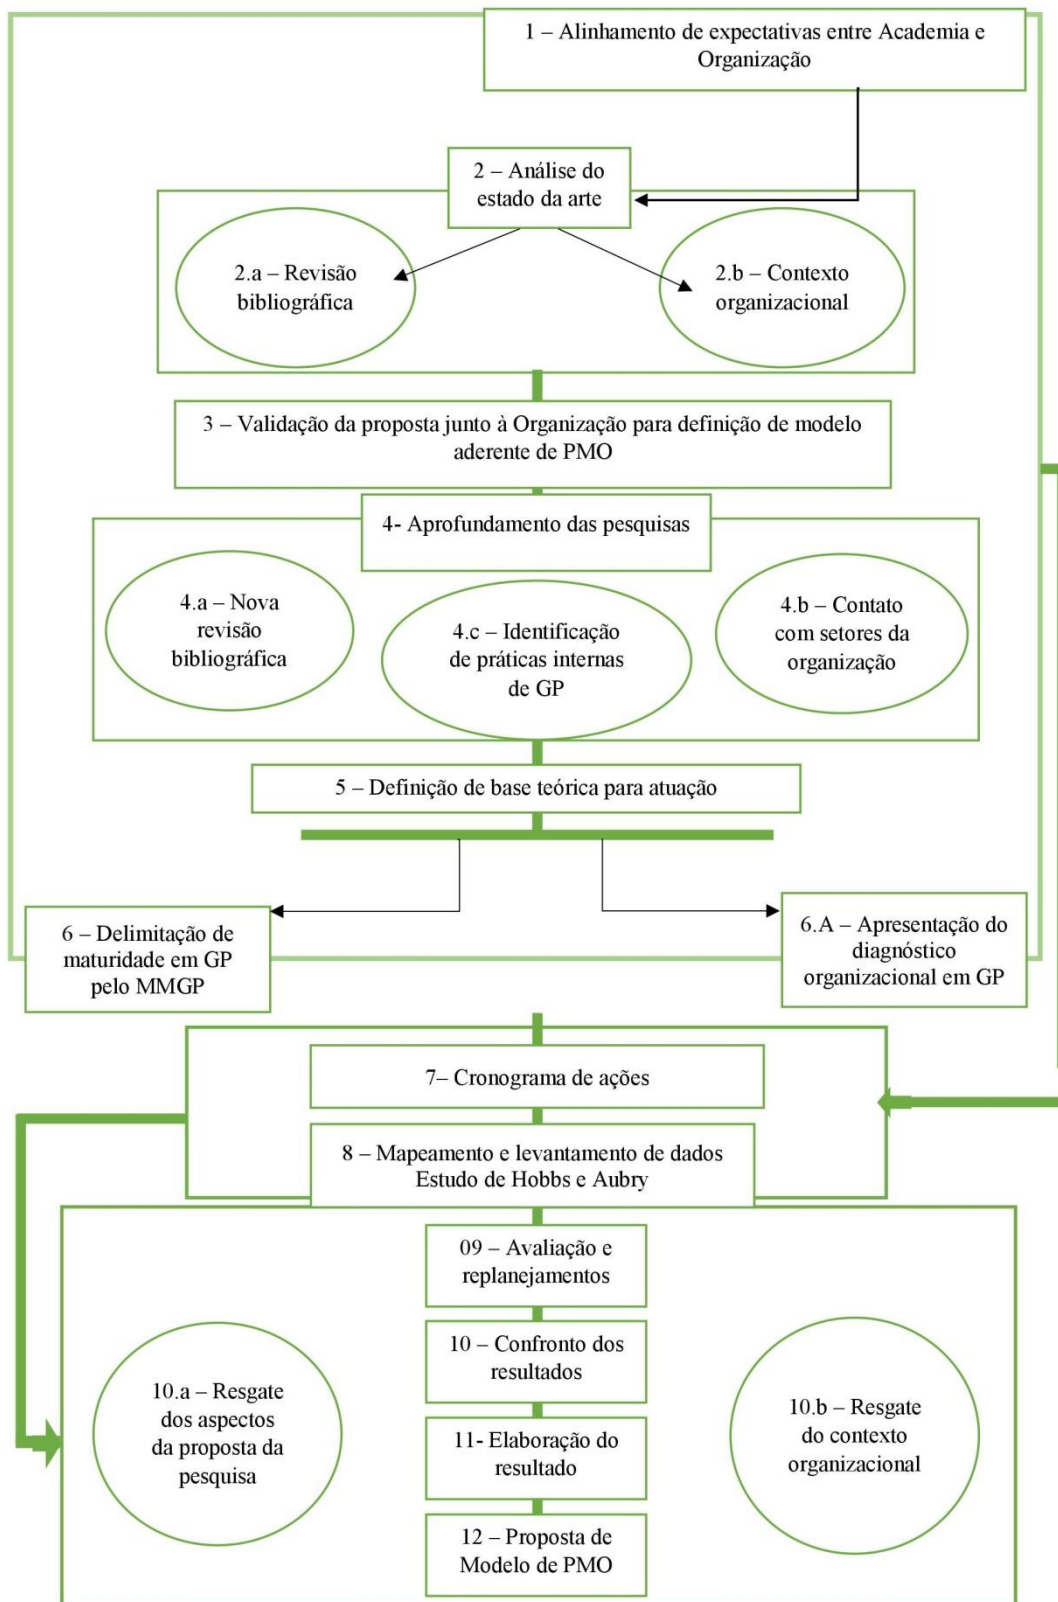 1 – Alinhamento de expectativas entre Academia e
Organização
2 – Análise do
estado da arte
2.a – Revisão
bibliográfica
2.b – Contexto
organizacional
3 – Validação da proposta junto à Organização para definição de modelo
aderente de PMO
4- Aprofundamento das pesquisas
4.a – Nova
revisão
bibliográfica
4.c – Identificação
de práticas internas
de GP
4.b – Contato
com setores da
organização
5 – Definição de base teórica para atuação
6 – Delimitação de
maturidade em GP
pelo MMGP
6.A – Apresentação do
diagnóstico
organizacional em GP
7– Cronograma de ações
8 – Mapeamento e levantamento de dados
Estudo de Hobbs e Aubry
09 – Avaliação e
replanejamentos
10 – Confronto dos
resultados
10.a – Resgate
dos aspectos
da proposta da
pesquisa
10.b – Resgate
do contexto
organizacional
11- Elaboração do
resultado
12 – Proposta de
Modelo de PMO